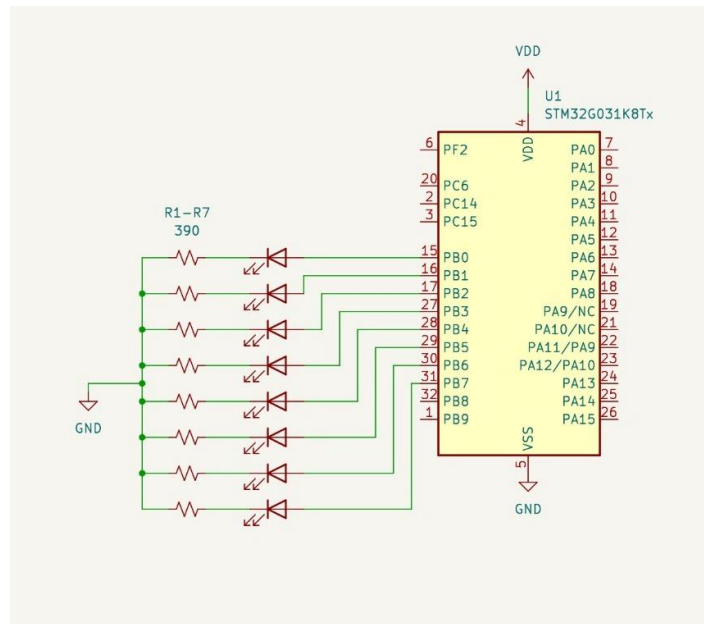 VDD
U1
STM32G031K8Tx
4
VDD
6 PF2
20 PC6
2 PC14
3 PC15
R1-R7
390
15 PB0
16 PB1
17 PB2
27 PB3
28 PB4
29 PB5
30 PB6
31 PB7
32 PB8
1 PB9
PA0 7
PA1 8
PA2 9
PA3 10
PA4 11
PA5 12
PA6 13
PA7 14
PA8 18
PA9/NC 19
PA10/NC 21
PA11/PA9 22
PA12/PA10 23
PA13 24
PA14 25
PA15 26
VSS
5
GND
GND